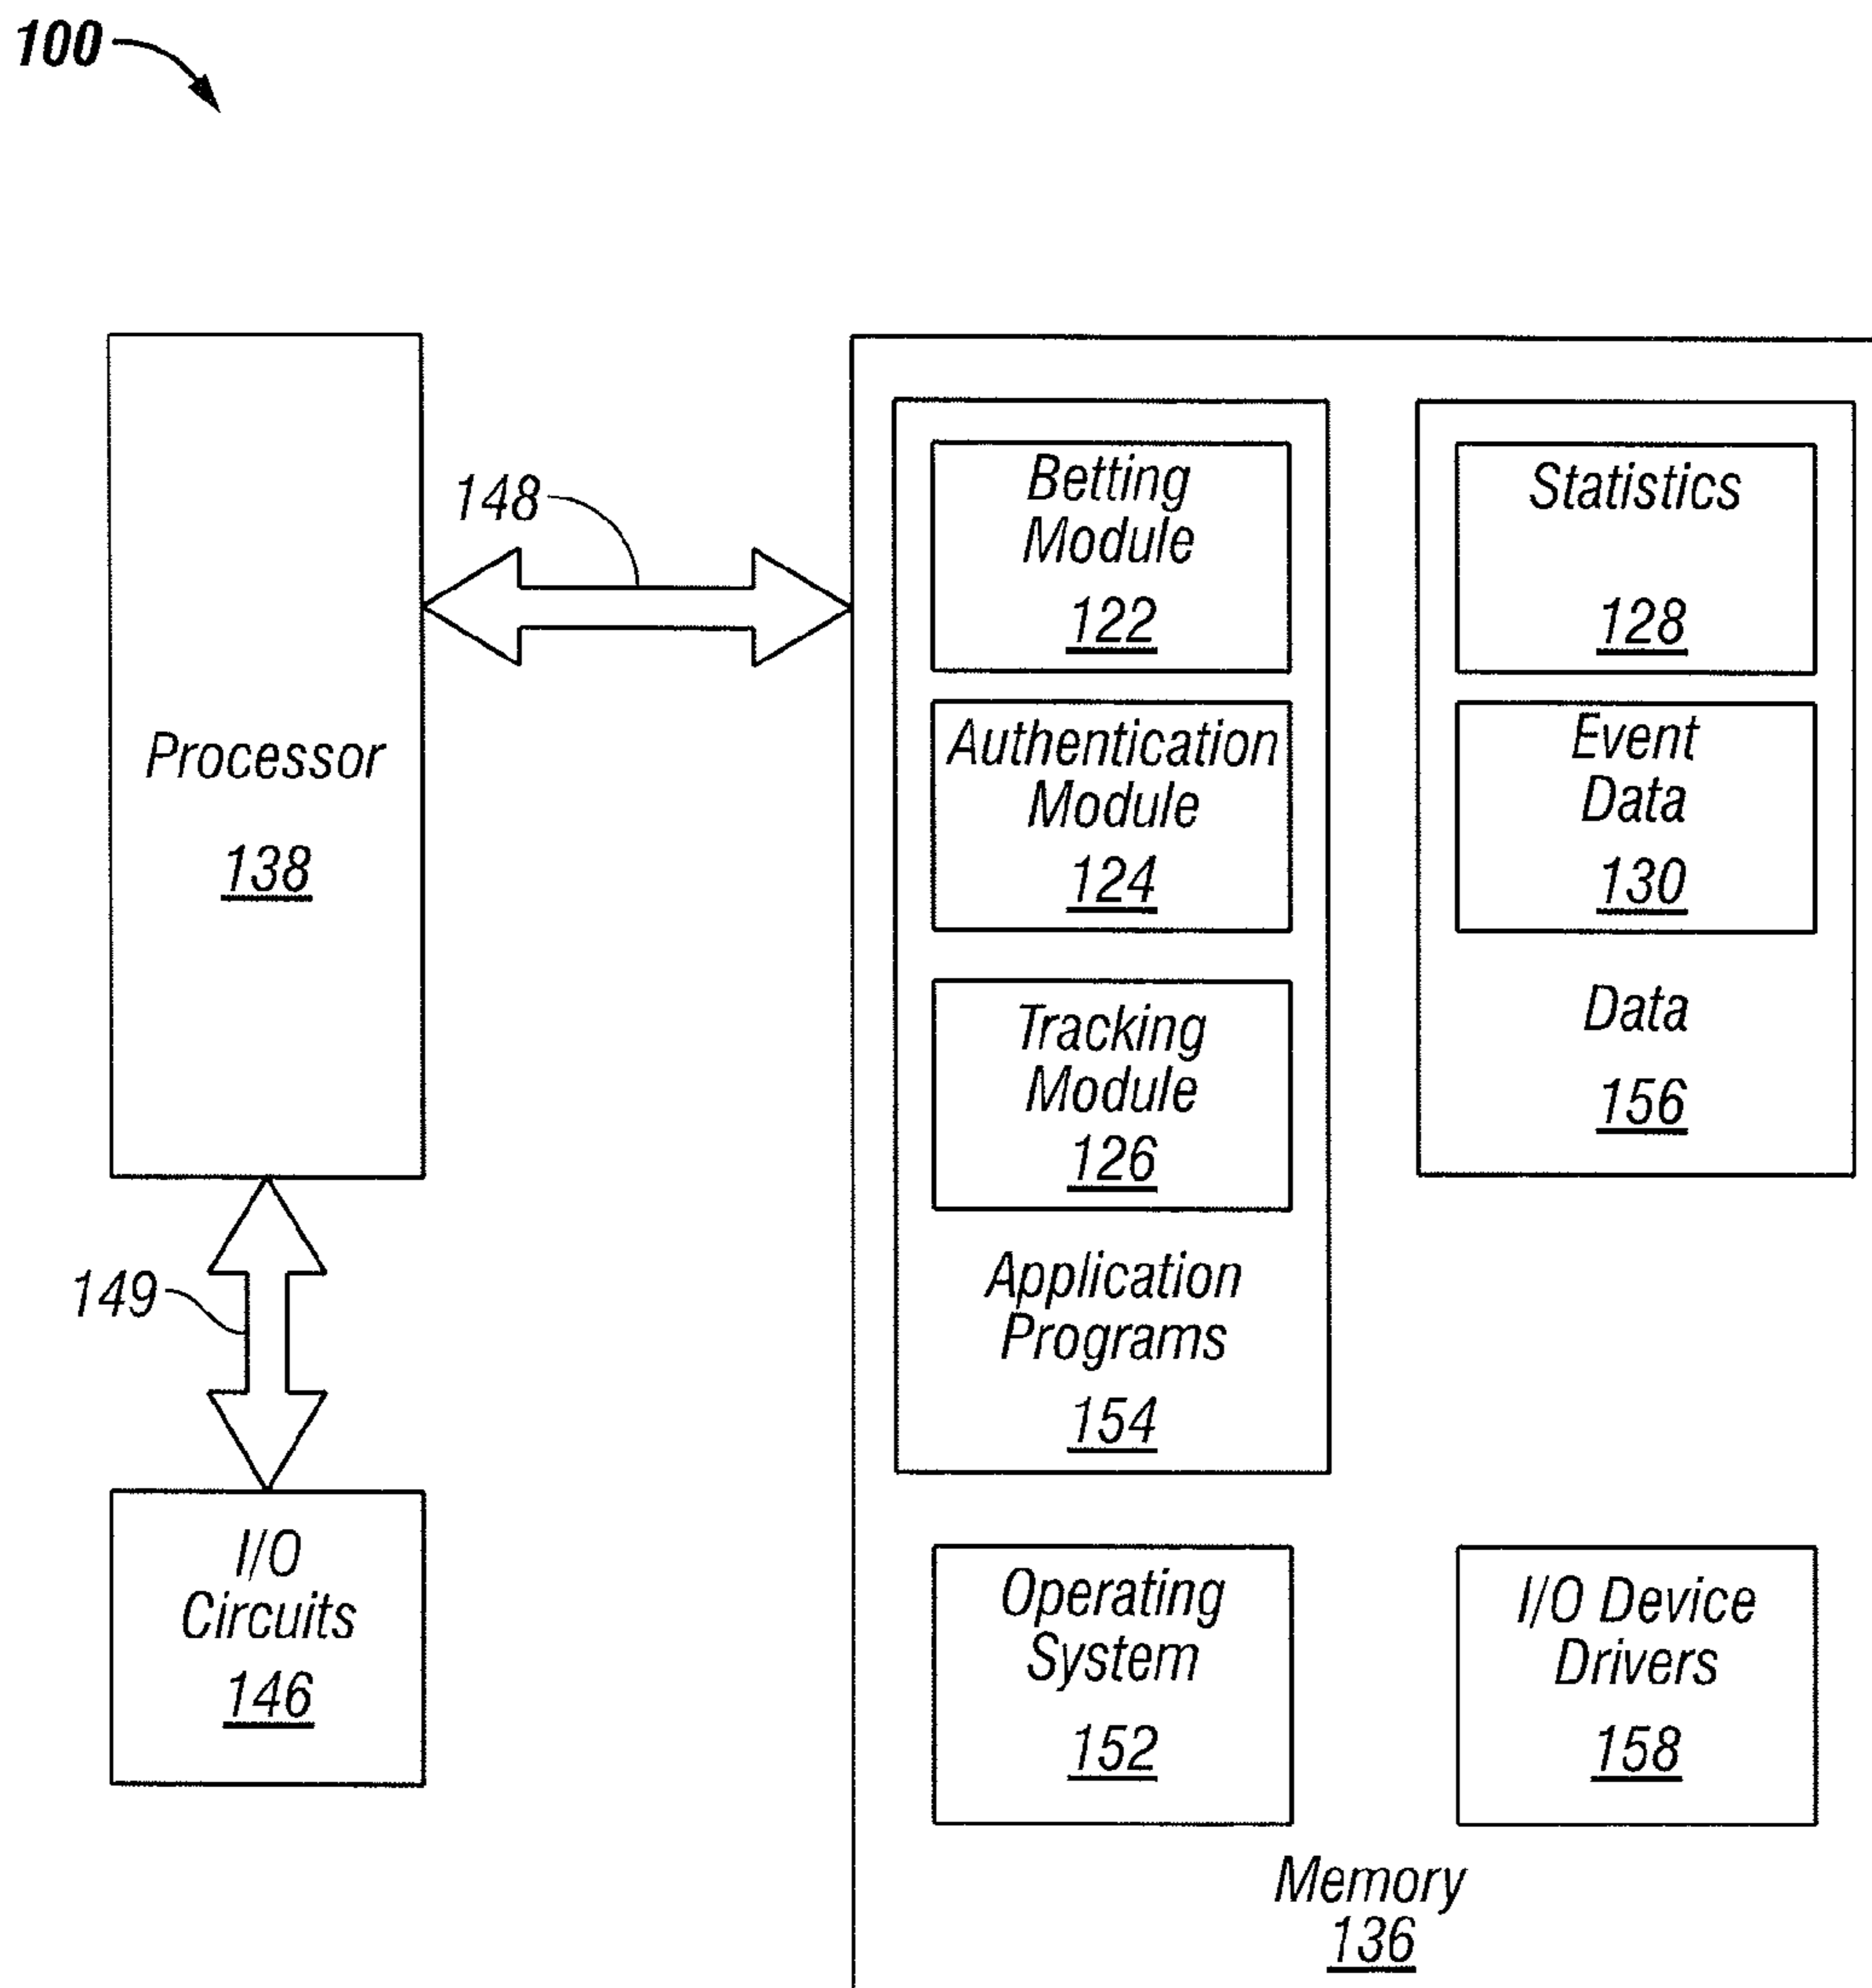 100
Processor
138
148
149
I/O
Circuits
146
Betting
Module
122
Authentication
Module
124
Tracking
Module
126
Application
Programs
154
Statistics
128
Event
Data
130
Data
156
Operating
System
152
I/O Device
Drivers
158
Memory
136